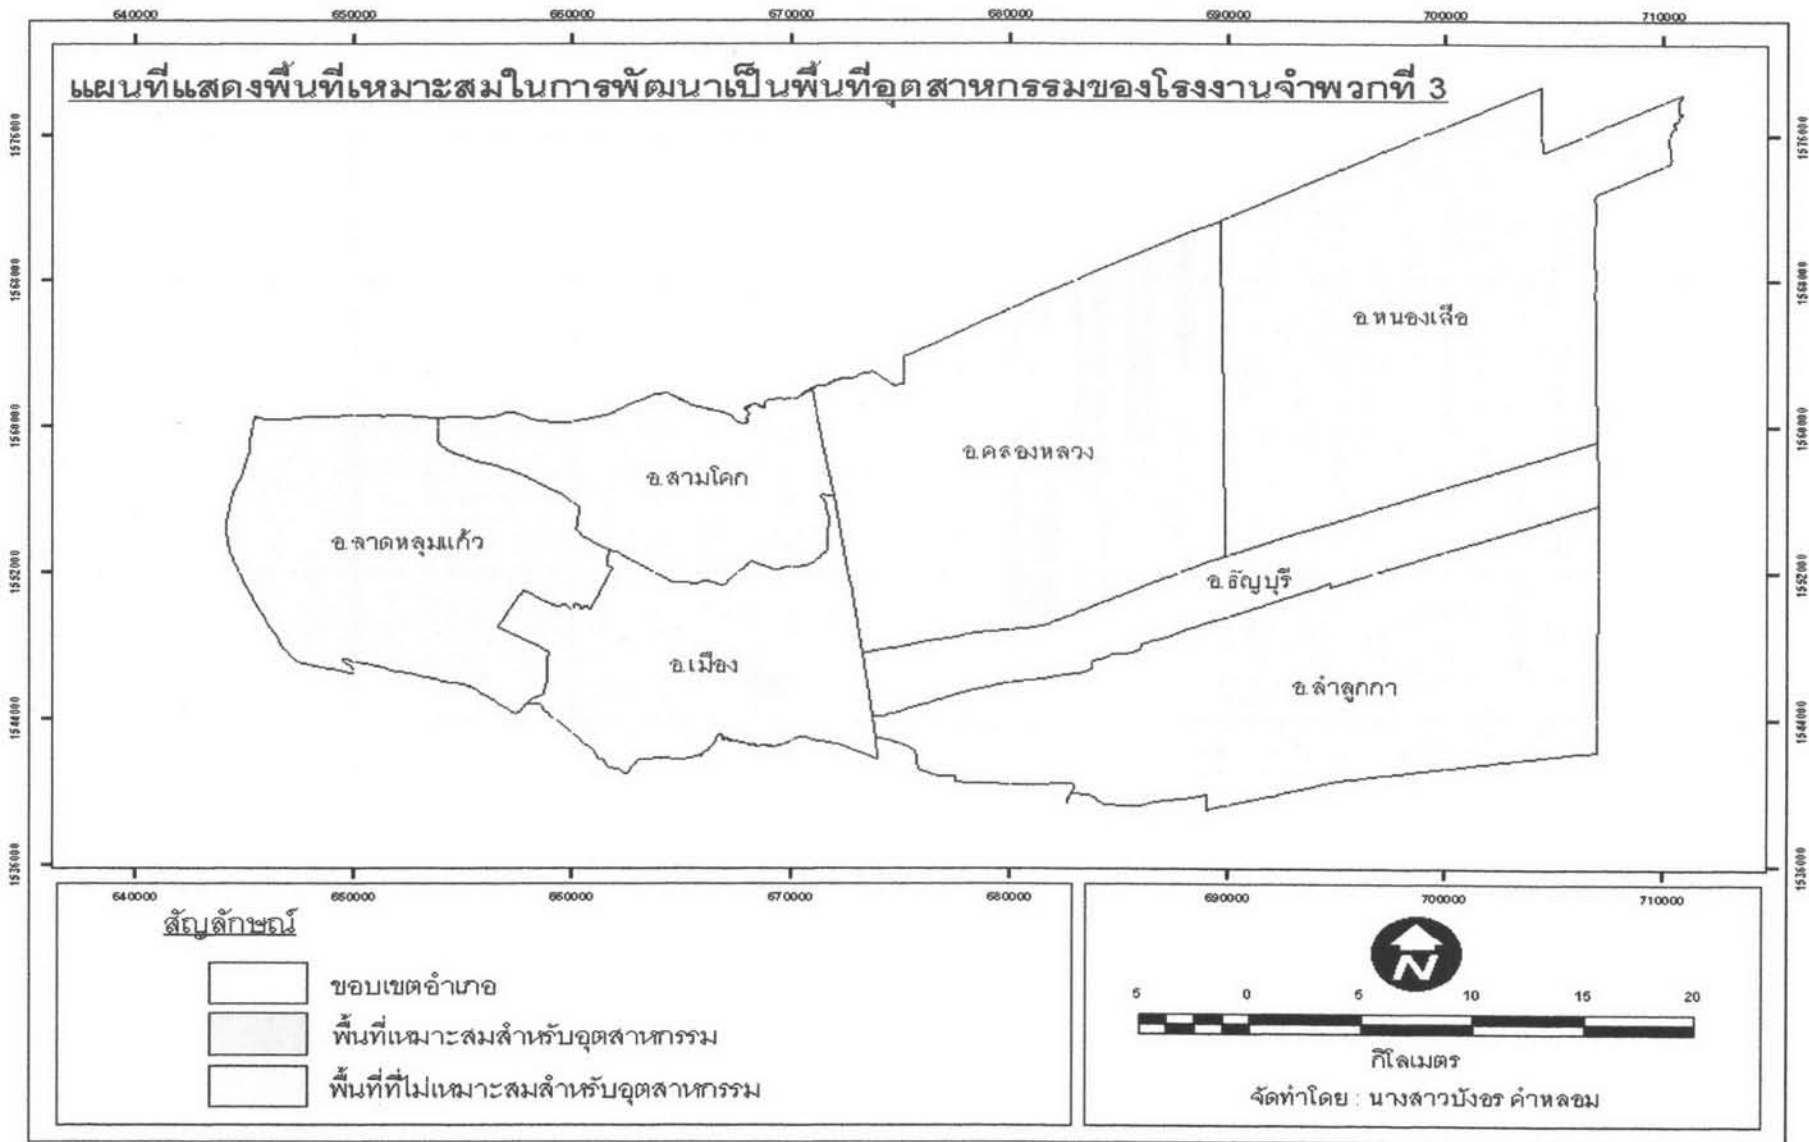 640000 650000 660000 670000 680000 690000 700000 710000
แผนที่แสดงพื้นที่เหมาะสมในการพัฒนาเป็นพื้นที่อุตสาหกรรมของโรงงานจำพวกที่ 3
1576000 1576000
1568000 1568000
อ.หนองเสือ
1560000 1560000
อ.คลองหลวง
อ.สามโคก
อ.ลาดหลุมแก้ว
1552000 1552000
อ.ธัญบุรี
อ.เมือง
อ.ลำลูกกา
1544000 1544000
1536000 1536000
640000 650000 660000 670000 680000 690000 700000 710000
สัญลักษณ์
ขอบเขตอำเภอ
พื้นที่เหมาะสมสำหรับอุตสาหกรรม
พื้นที่ที่ไม่เหมาะสมสำหรับอุตสาหกรรม
N
5 0 5 10 15 20
กิโลเมตร
จัดทำโดย : นางสาวบังอร คำหลอม